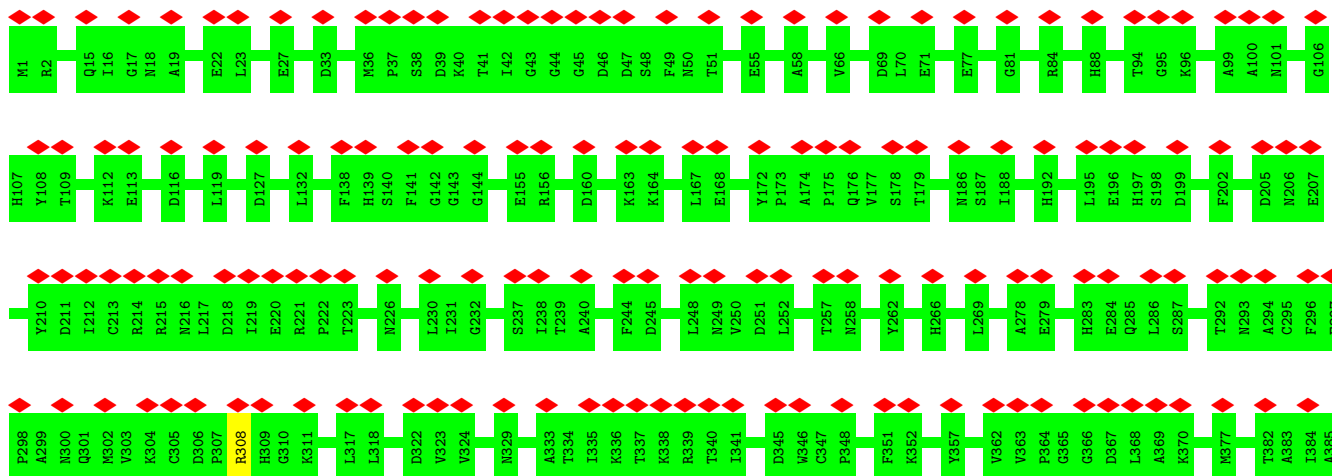 M1 R2 Q15 I16 G17 N18 A19 E22 L23 E27 D33 M36 P37 S38 D39 K40 T41 I42 G43 G44 G45 D46 D47 S48 F49 N50 T51 E55 A58 V66 D69 L70 E71 E77 G81 R84 H88 T94 G95 K96 A99 A100 N101 G106
H107 Y108 T109 K112 E113 D116 L119 D127 L132 F138 H139 S140 F141 G142 G143 G144 E155 R156 D160 K163 K164 L167 E168 Y172 P173 A174 P175 Q176 V177 S178 T179 N186 S187 I188 H192 L195 E196 H197 S198 D199 F202 D205 N206 E207
Y210 D211 I212 C213 R214 R215 N216 L217 D218 I219 E220 R221 P222 T223 N226 L230 I231 G232 S237 I238 T239 A240 F244 D245 L248 N249 V250 D251 L252 T257 N258 Y262 H266 L269 A278 E279 H283 E284 Q285 L286 S287 T292 N293 A294 C295 F296
P298 A299 N300 Q301 M302 V303 K304 C305 D306 P307 R308 H309 G310 K311 L317 L318 D322 V323 V324 N329 A333 T334 I335 K336 T337 K338 R339 T340 I341 D345 W346 C347 P348 F351 K352 Y357 V362 V363 P364 G365 G366 D367 L368 A369 K370 M377 T382 A383 I384 A385